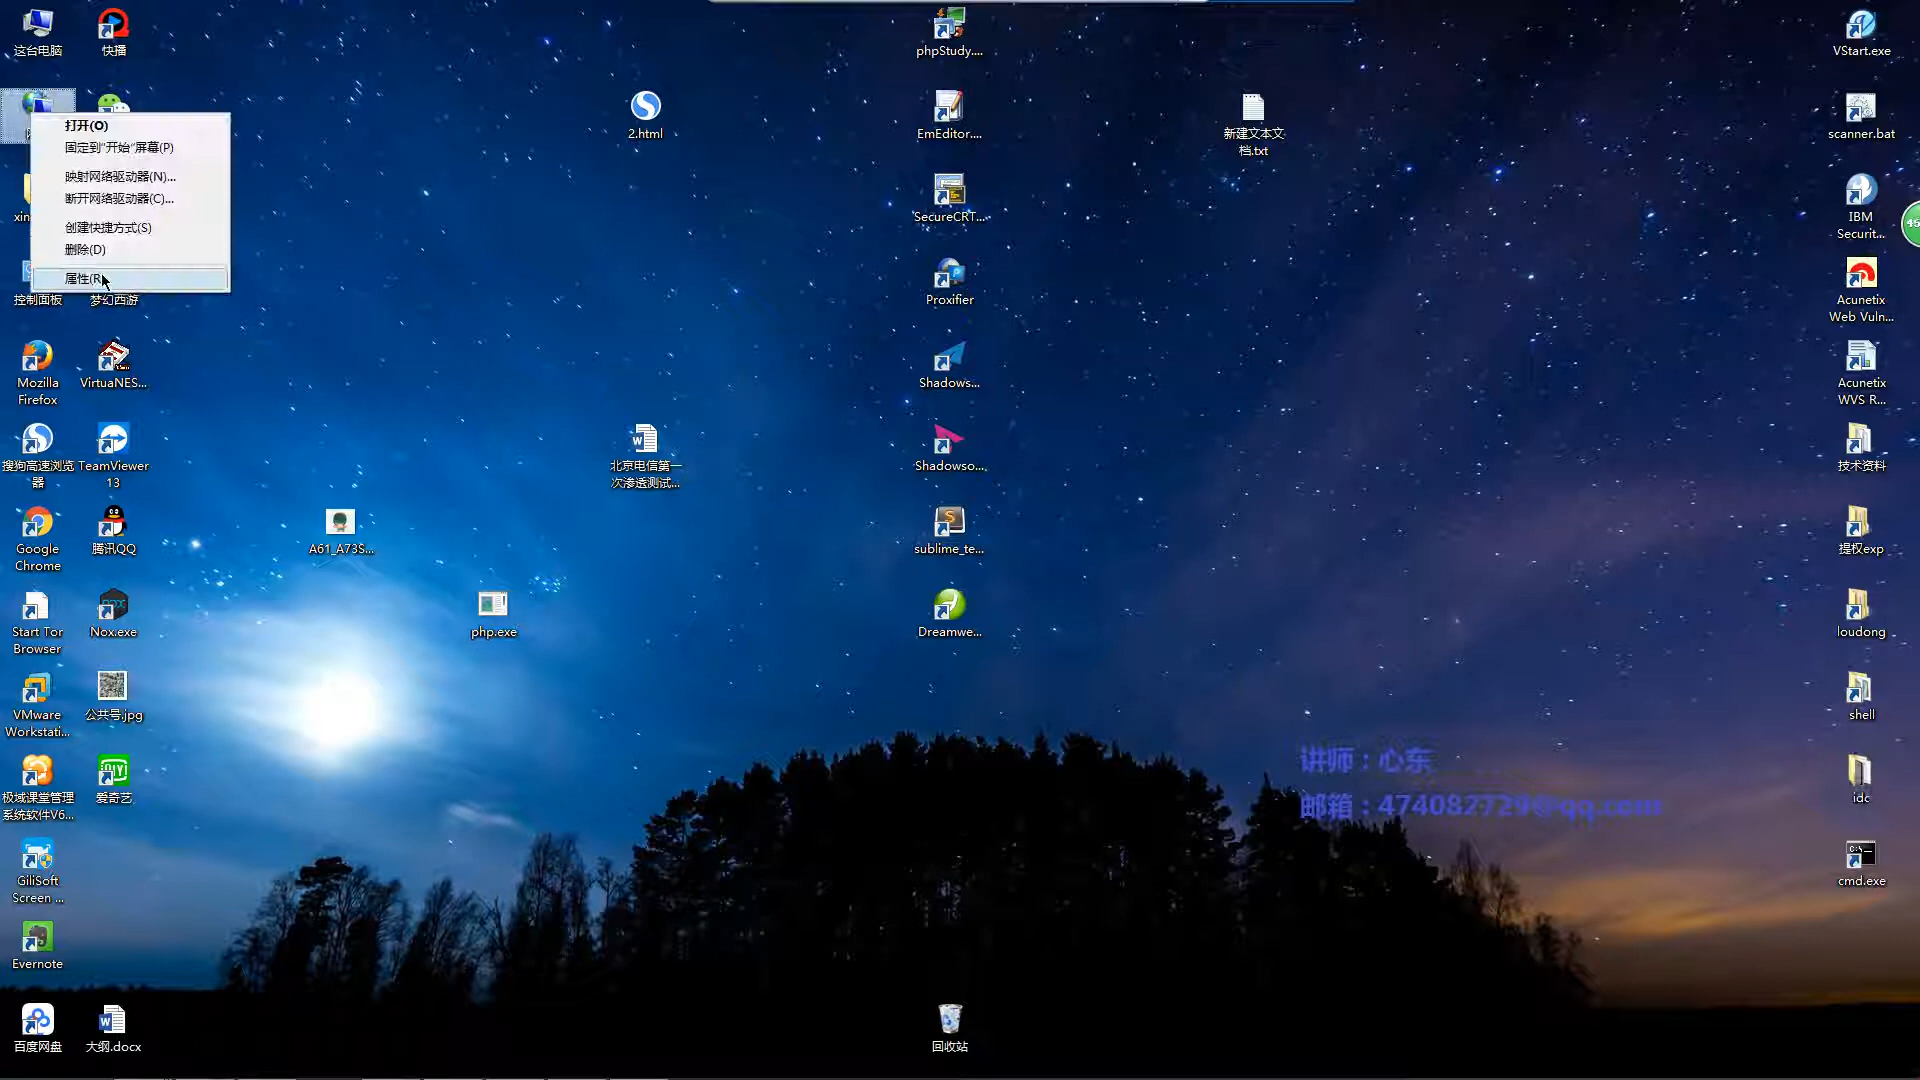 这台电脑
快播
打开(O)
固定到"开始"屏幕(P)
映射网络驱动器(N)...
断开网络驱动器(C)...
创建快捷方式(S)
删除(D)
属性(R
xin
控制面板
梦幻西游
Mozilla
Firefox
VirtuaNES...
搜狗高速浏览
器
TeamViewer
13
Google
Chrome
腾讯QQ
Start Tor
Browser
Nox.exe
VMware
Workstati...
公共号.jpg
极域课堂管理
系统软件V6...
爱奇艺
GiliSoft
Screen ...
Evernote
百度网盘
大纲.docx
A61_A73S...
php.exe
2.html
北京电信第一
次渗透测试...
phpStudy....
EmEditor....
SecureCRT...
Proxifier
Shadows...
Shadowso...
sublime_te...
Dreamwe...
回收站
新建文本文
档.txt
讲师：心东
邮箱：474082729@qq.com
VStart.exe
scanner.bat
IBM
Securit...
Acunetix
Web Vuln...
Acunetix
WVS R...
技术资料
提权exp
loudong
shell
idc
cmd.exe